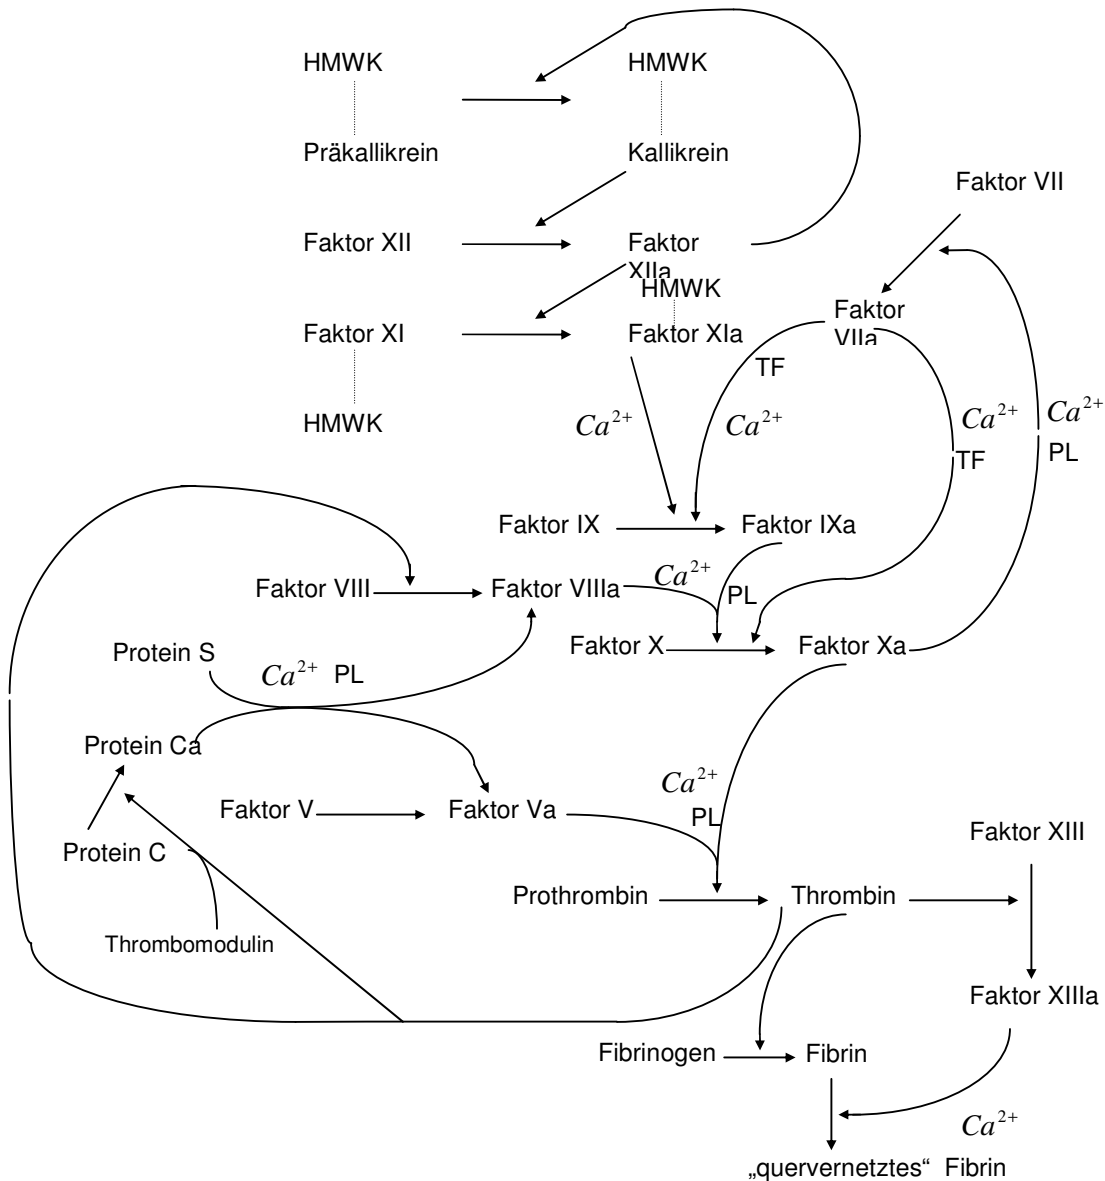 HMWK
HMWK
Präkallikrein
Kallikrein
Faktor VII
Faktor XII
Faktor
XIIa
HMWK
Faktor
VIIa
Faktor XI
Faktor XIa
TF
HMWK
Ca²⁺
Ca²⁺
Ca²⁺
Ca²⁺
TF
PL
Faktor IX
Faktor IXa
Faktor VIII
Faktor VIIIa
Ca²⁺
PL
Faktor X
Faktor Xa
Protein S
Ca²⁺ PL
Protein Ca
Ca²⁺
PL
Faktor V
Faktor Va
Faktor XIII
Protein C
Prothrombin
Thrombin
Thrombomodulin
Faktor XIIIa
Fibrinogen
Fibrin
Ca²⁺
„quervernetztes“ Fibrin